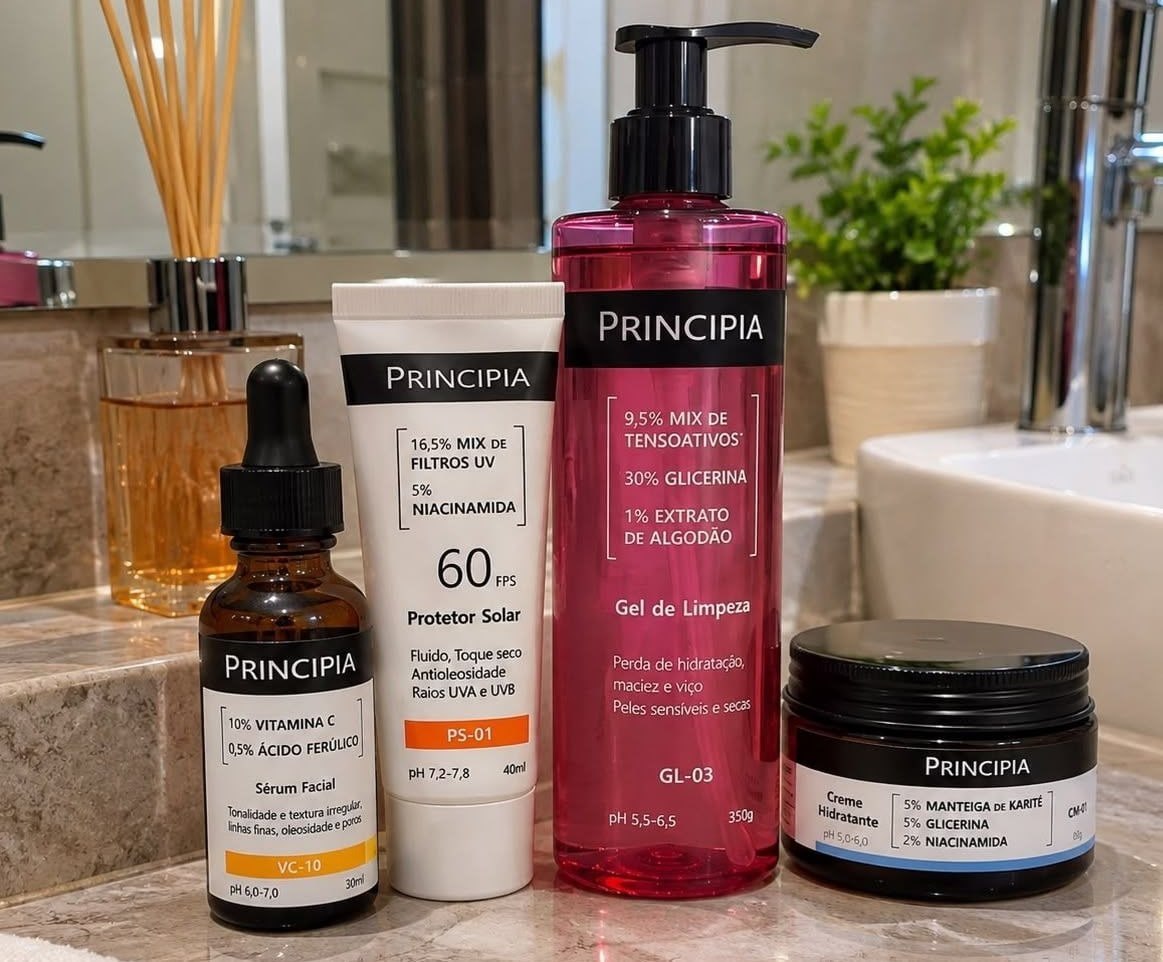 PRINCIPIA
10% VITAMINA C
0,5% ÁCIDO FERÚLICO
Sérum Facial
Tonalidade e textura irregular,
linhas finas, oleosidade e poros
VC-10
pH 6,0-7,0
30ml
PRINCIPIA
16,5% MIX DE
FILTROS UV
5%
NIACINAMIDA
60 FPS
Protetor Solar
Fluido, Toque seco
Antioleosidade
Raios UVA e UVB
PS-01
pH 7,2-7,8
40ml
PRINCIPIA
9,5% MIX DE
TENSOATIVOS*
30% GLICERINA
1% EXTRATO
DE ALGODÃO
Gel de Limpeza
Perda de hidratação,
maciez e viço
Peles sensíveis e secas
GL-03
pH 5,5-6,5
350g
PRINCIPIA
Creme
Hidratante
pH 5,0-6,0
5% MANTEIGA DE KARITÉ
5% GLICERINA
2% NIACINAMIDA
CM-01
60g